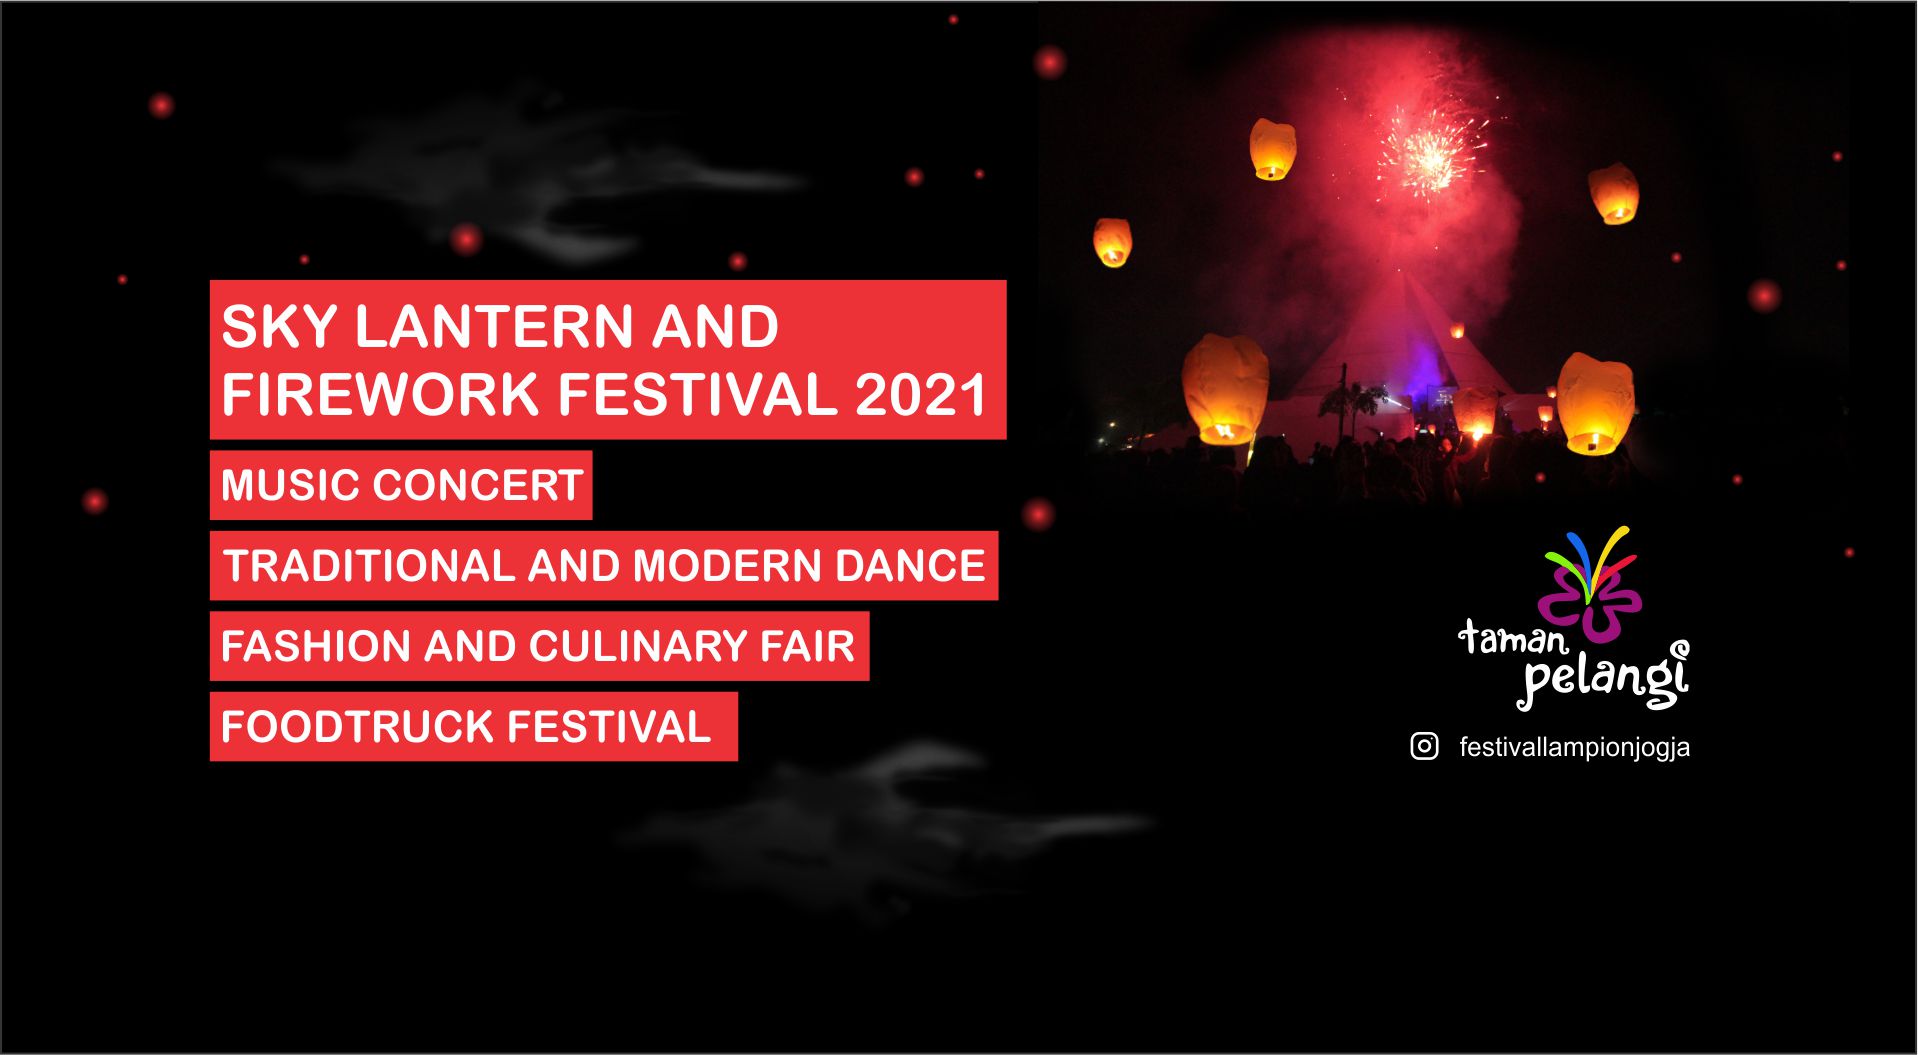 SKY LANTERN AND
FIREWORK FESTIVAL 2021
MUSIC CONCERT
TRADITIONAL AND MODERN DANCE
FASHION AND CULINARY FAIR
FOODTRUCK FESTIVAL
taman
pelangi
festivallampionjogja